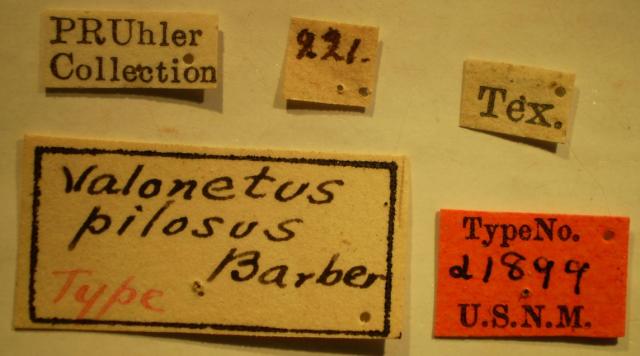 PRUhler
Collection
221.
Tex.
Valonetus
pilosus
Barber
Type
TypeNo.
21899
U.S.N.M.